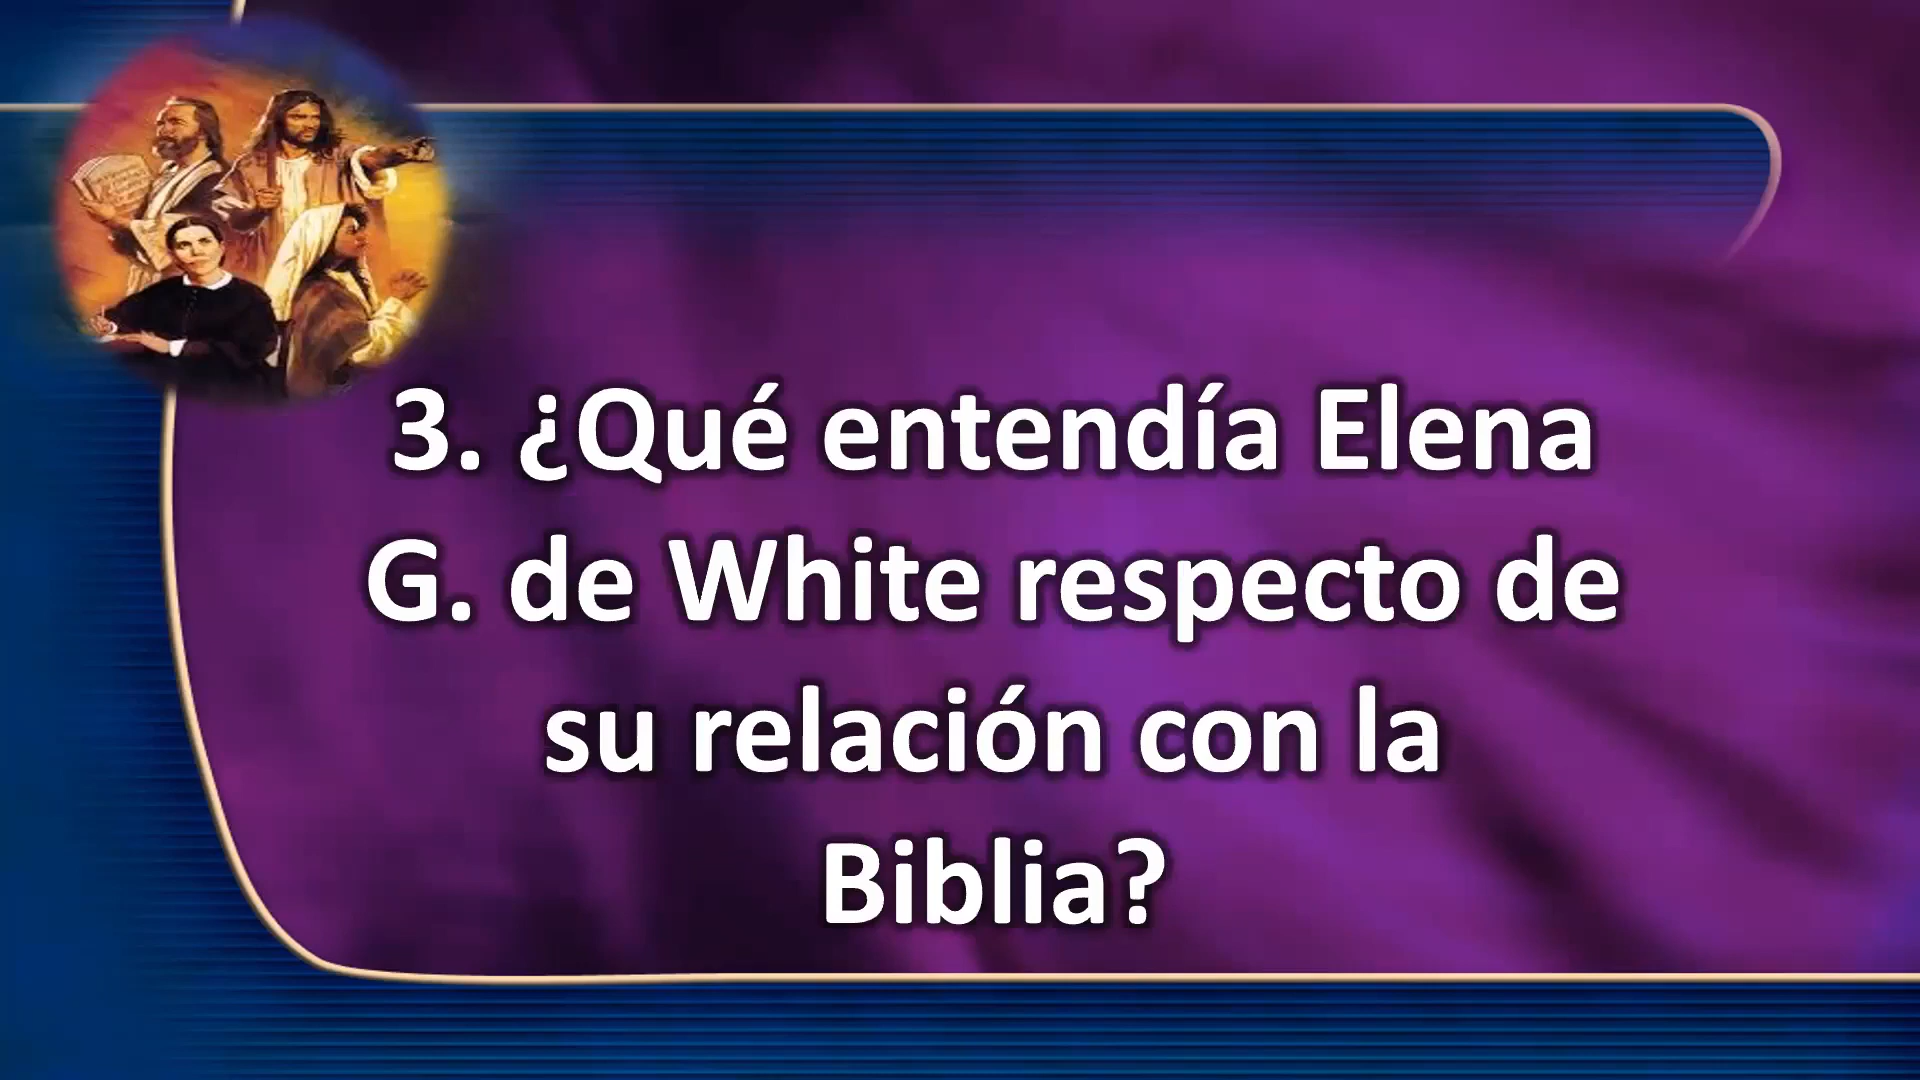 3. ¿Qué entendía Elena
G. de White respecto de
su relación con la
Biblia?